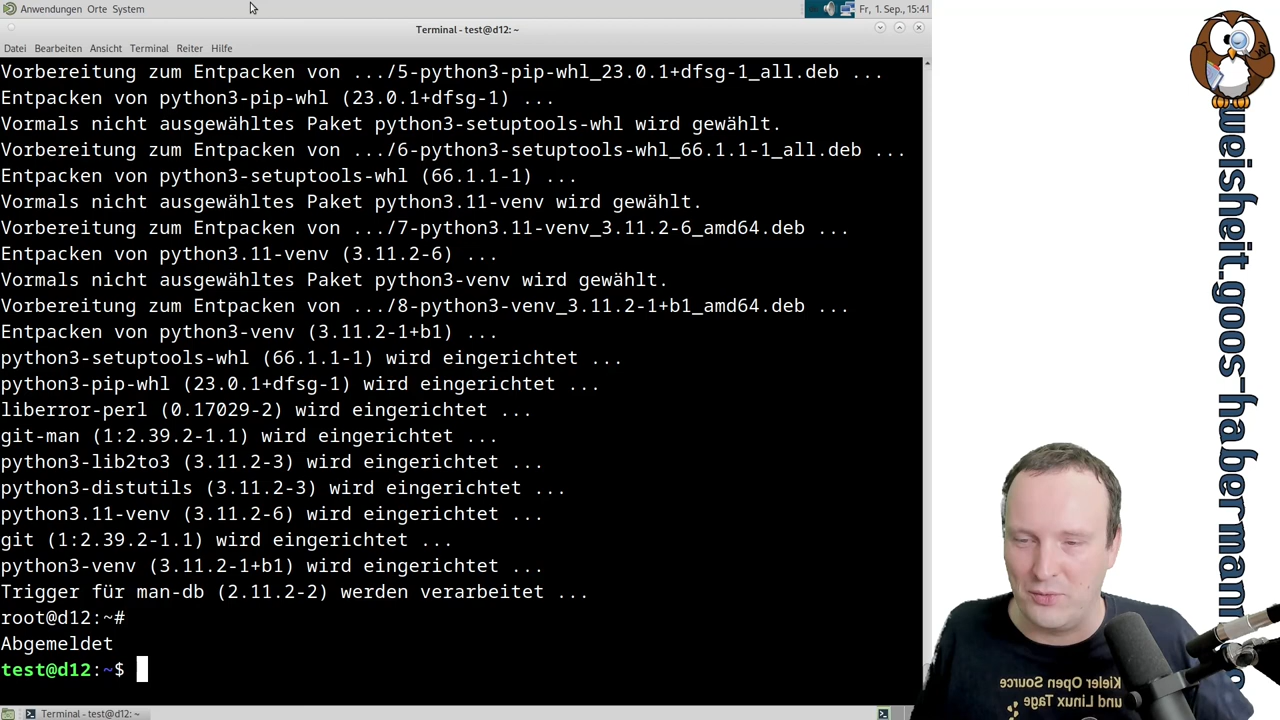 Anwendungen Orte System
Fr, 1. Sep., 15:41
Terminal - test@d12: ~
Datei Bearbeiten Ansicht Terminal Reiter Hilfe
Vorbereitung zum Entpacken von .../5-python3-pip-whl_23.0.1+dfsg-1_all.deb ...
Entpacken von python3-pip-whl (23.0.1+dfsg-1) ...
Vormals nicht ausgewähltes Paket python3-setuptools-whl wird gewählt.
Vorbereitung zum Entpacken von .../6-python3-setuptools-whl_66.1.1-1_all.deb ...
Entpacken von python3-setuptools-whl (66.1.1-1) ...
Vormals nicht ausgewähltes Paket python3.11-venv wird gewählt.
Vorbereitung zum Entpacken von .../7-python3.11-venv_3.11.2-6_amd64.deb ...
Entpacken von python3.11-venv (3.11.2-6) ...
Vormals nicht ausgewähltes Paket python3-venv wird gewählt.
Vorbereitung zum Entpacken von .../8-python3-venv_3.11.2-1+b1_amd64.deb ...
Entpacken von python3-venv (3.11.2-1+b1) ...
python3-setuptools-whl (66.1.1-1) wird eingerichtet ...
python3-pip-whl (23.0.1+dfsg-1) wird eingerichtet ...
liberror-perl (0.17029-2) wird eingerichtet ...
git-man (1:2.39.2-1.1) wird eingerichtet ...
python3-lib2to3 (3.11.2-3) wird eingerichtet ...
python3-distutils (3.11.2-3) wird eingerichtet ...
python3.11-venv (3.11.2-6) wird eingerichtet ...
git (1:2.39.2-1.1) wird eingerichtet ...
python3-venv (3.11.2-1+b1) wird eingerichtet ...
Trigger für man-db (2.11.2-2) werden verarbeitet ...
root@d12:~#
Abgemeldet
test@d12:~$
Terminal - test@d12: ~
weisheit.goos-habermann
Kieler Open Source
und Linux Tage